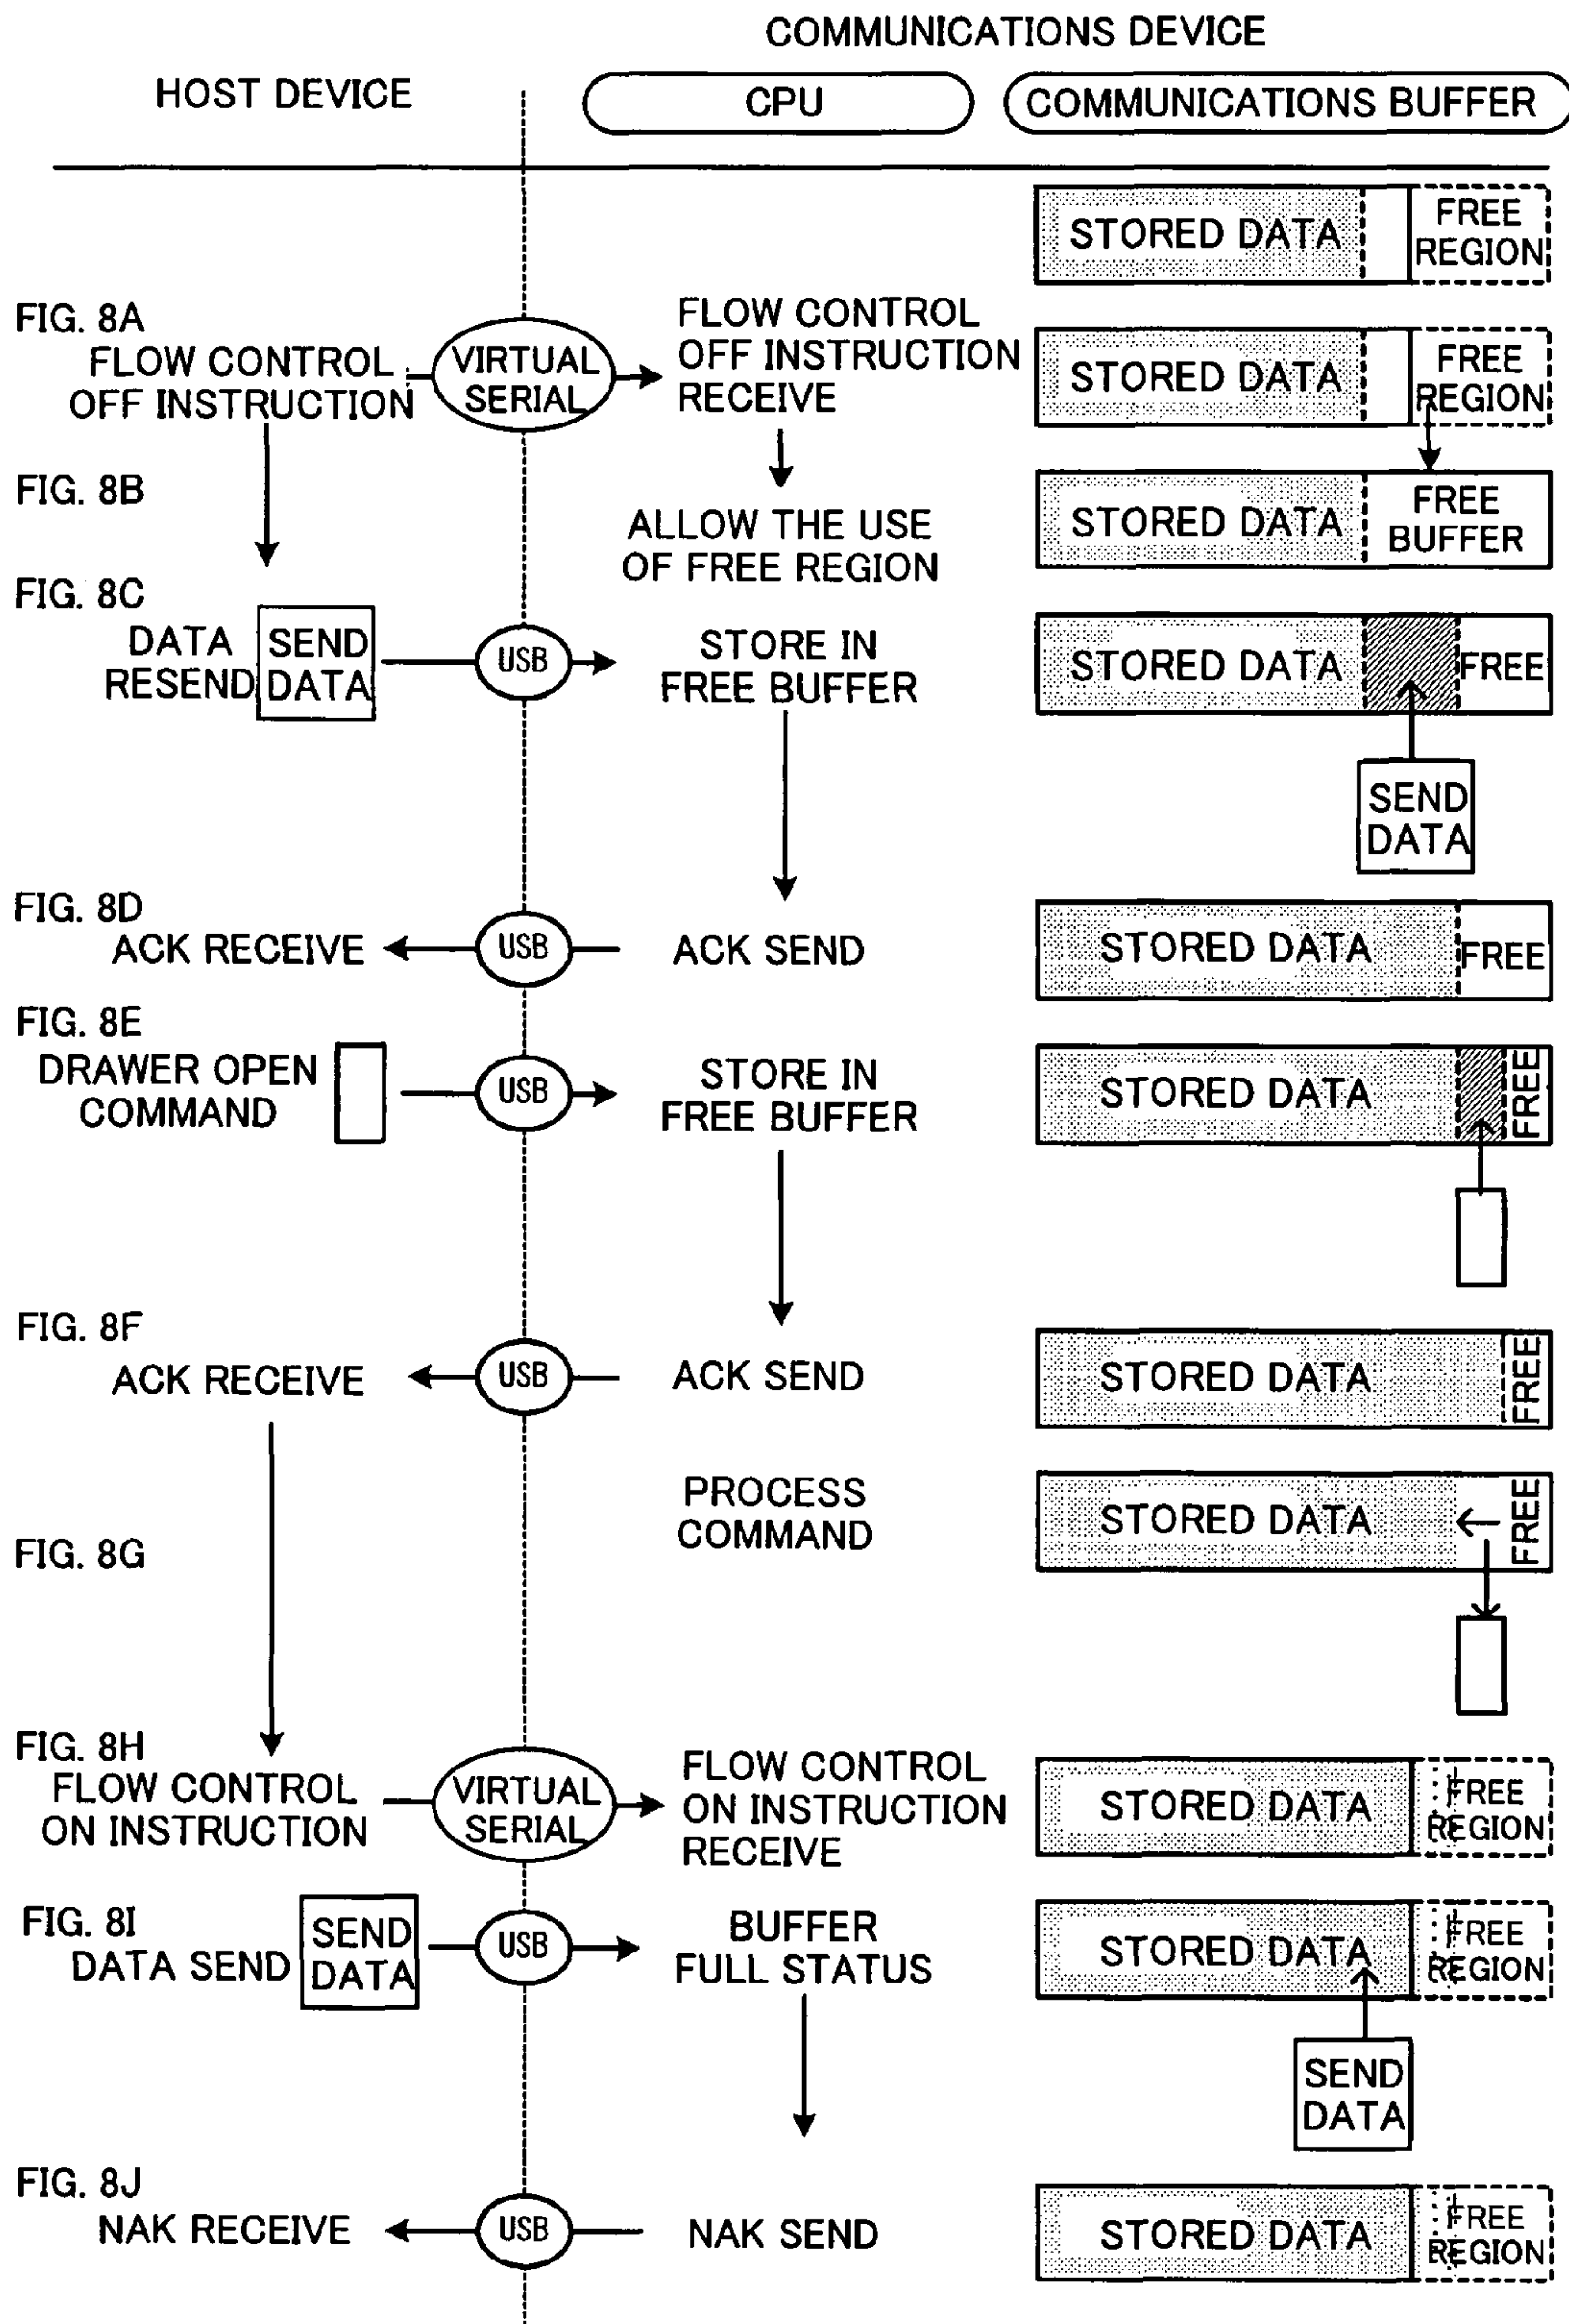 COMMUNICATIONS DEVICE
HOST DEVICE
CPU
COMMUNICATIONS BUFFER
STORED DATA
FREE
REGION
FIG. 8A
FLOW CONTROL
OFF INSTRUCTION
VIRTUAL
SERIAL
FLOW CONTROL
OFF INSTRUCTION
RECEIVE
STORED DATA
FREE
REGION
FIG. 8B
ALLOW THE USE
OF FREE REGION
STORED DATA
FREE
BUFFER
FIG. 8C
DATA
RESEND
SEND
DATA
USB
STORE IN
FREE BUFFER
STORED DATA
FREE
SEND
DATA
FIG. 8D
ACK RECEIVE
USB
ACK SEND
STORED DATA
FREE
FIG. 8E
DRAWER OPEN
COMMAND
USB
STORE IN
FREE BUFFER
STORED DATA
FREE
FIG. 8F
ACK RECEIVE
USB
ACK SEND
STORED DATA
FREE
FIG. 8G
PROCESS
COMMAND
STORED DATA
FREE
FIG. 8H
FLOW CONTROL
ON INSTRUCTION
VIRTUAL
SERIAL
FLOW CONTROL
ON INSTRUCTION
RECEIVE
STORED DATA
FREE
REGION
FIG. 8I
DATA SEND
SEND
DATA
USB
BUFFER
FULL STATUS
STORED DATA
FREE
REGION
SEND
DATA
FIG. 8J
NAK RECEIVE
USB
NAK SEND
STORED DATA
FREE
REGION